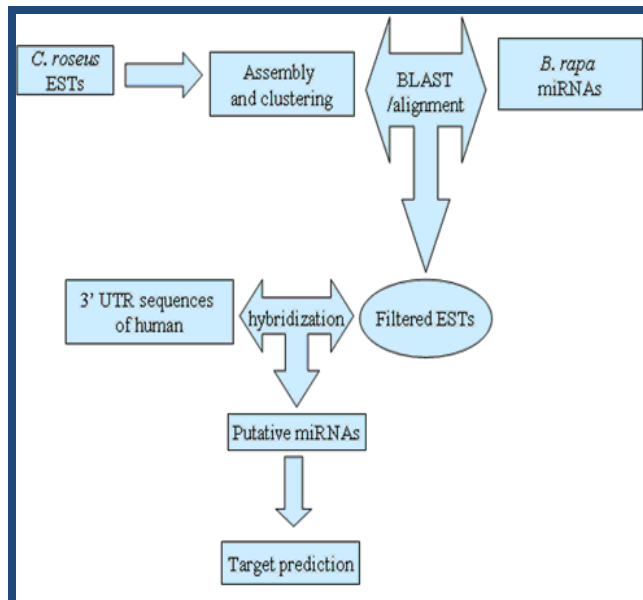 C. roseus
ESTs
Assembly
and clustering
BLAST
/alignment
B. rapa
miRNAs
3' UTR sequences
of human
hybridization
Filtered ESTs
Putative miRNAs
Target prediction